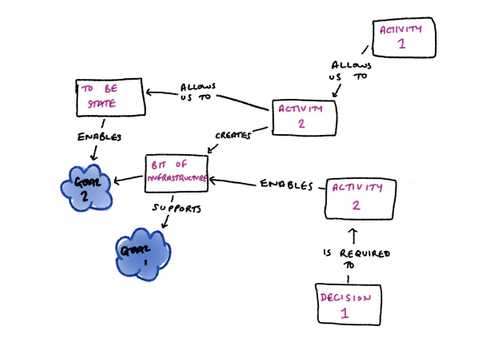 ACTIVITY
1
ALLOWS
US TO
TO BE
STATE
ALLOWS
US TO
ACTIVITY
2
ENABLES
CREATES
GOAL
2
BIT OF
INFRASTRUCTURE
ENABLES
ACTIVITY
2
SUPPORTS
GOAL
1
IS REQUIRED
TO
DECISION
1